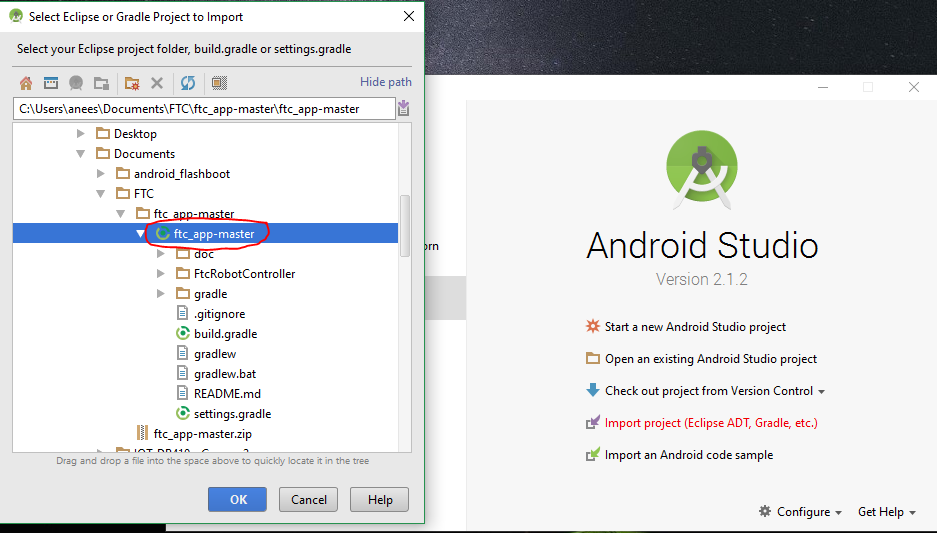 Select Eclipse or Gradle Project to Import
Select your Eclipse project folder, build.gradle or settings.gradle
Hide path
C:\Users\anees\Documents\FTC\ftc_app-master\ftc_app-master
Desktop
Documents
android_flashboot
FTC
ftc_app-master
ftc_app-master
doc
FtcRobotController
gradle
.gitignore
build.gradle
gradlew
gradlew.bat
README.md
settings.gradle
ftc_app-master.zip
Drag and drop a file into the space above to quickly locate it in the tree
OK
Cancel
Help
Android Studio
Version 2.1.2
Start a new Android Studio project
Open an existing Android Studio project
Check out project from Version Control
Import project (Eclipse ADT, Gradle, etc.)
Import an Android code sample
Configure
Get Help